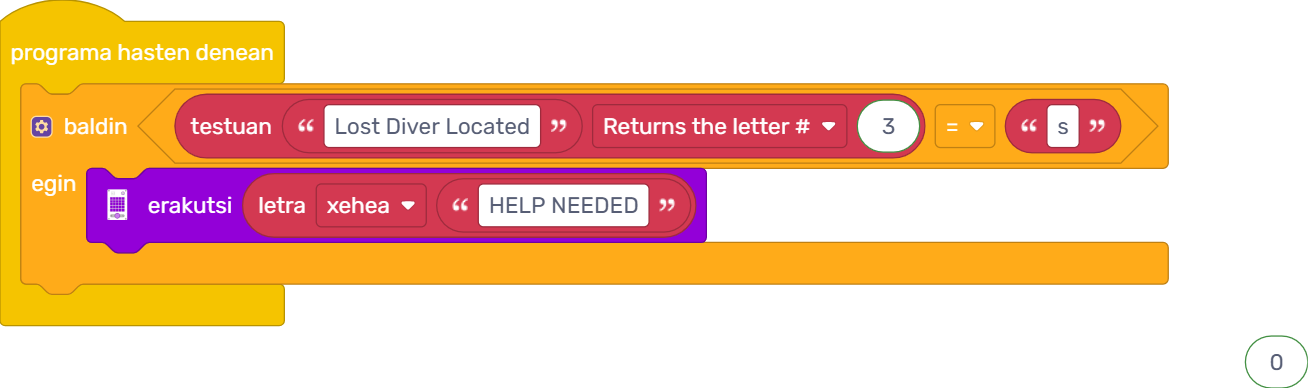 programa hasten denean
baldin testuan “ Lost Diver Located ” Returns the letter # 3 = “ s ”
egin erakutsi letra xehea “ HELP NEEDED ”
0